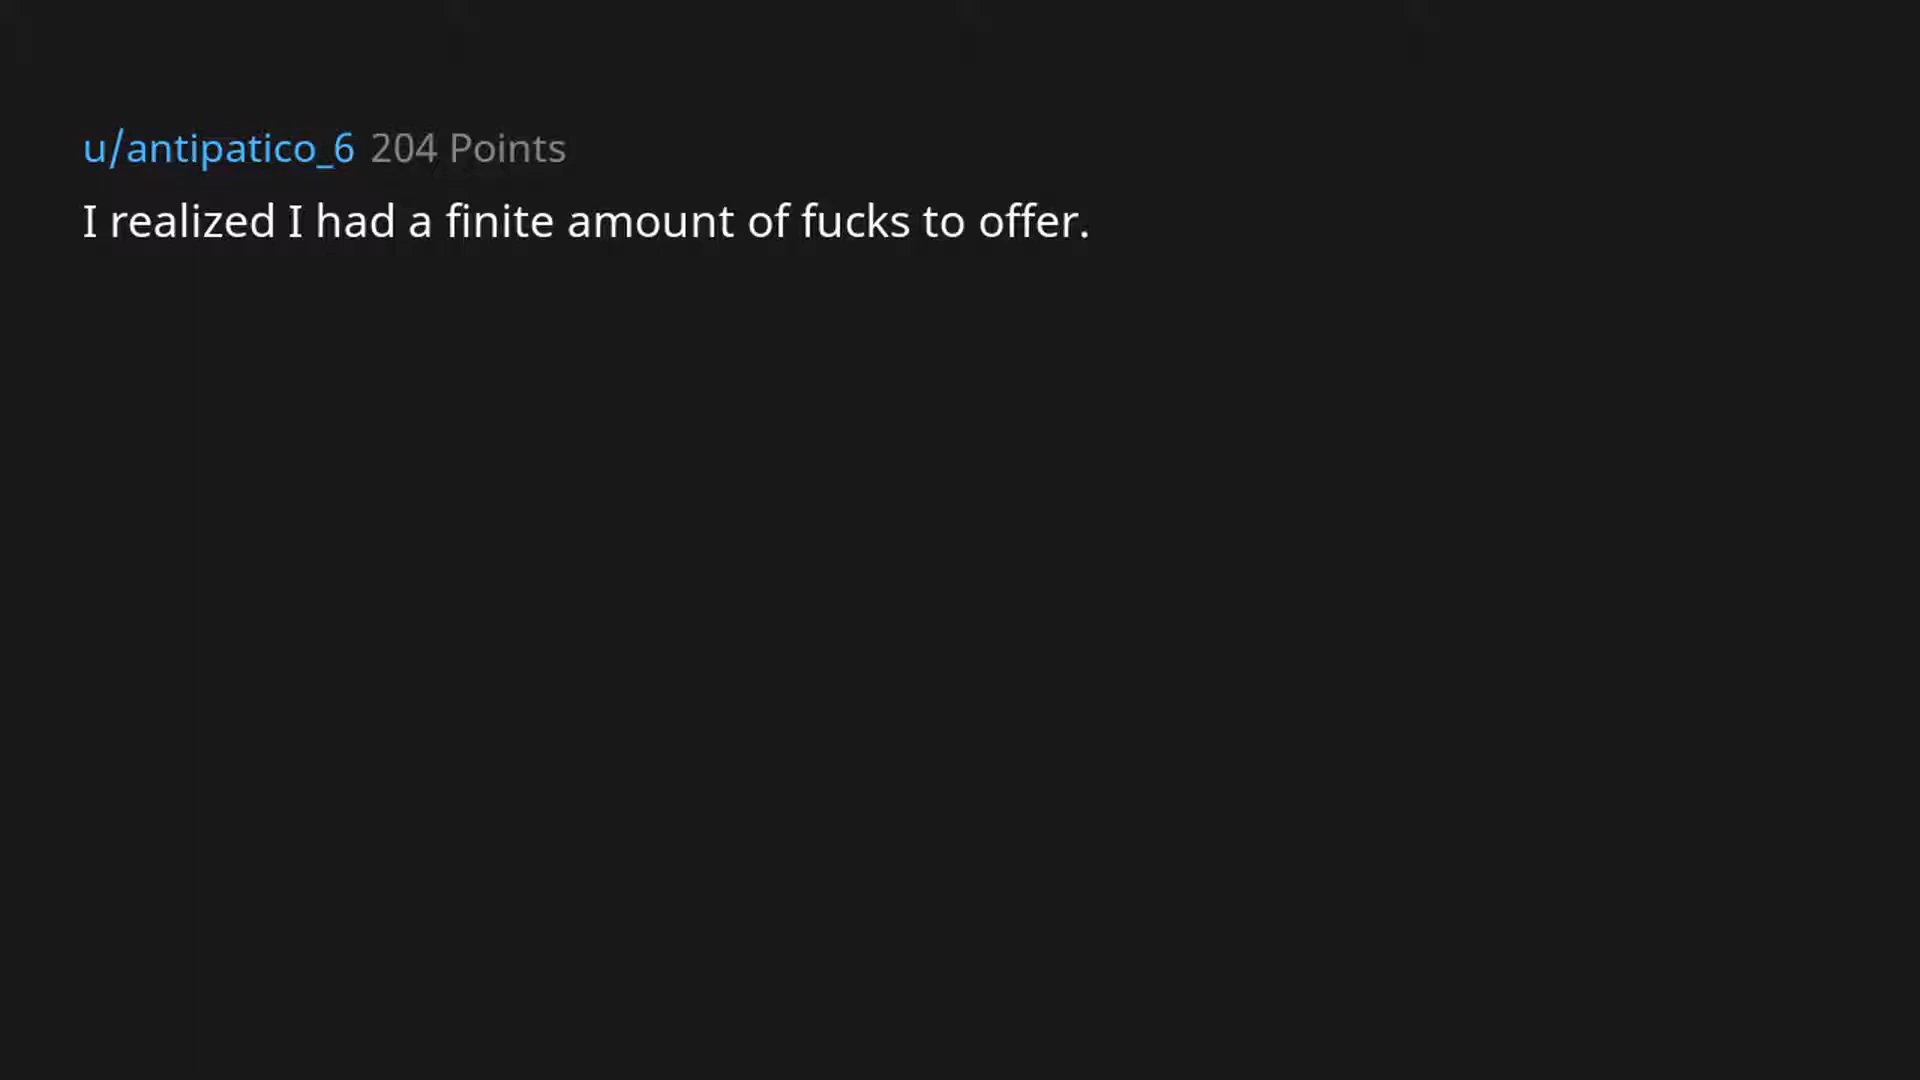 u/antipatico_6 204 Points
I realized I had a finite amount of fucks to offer.